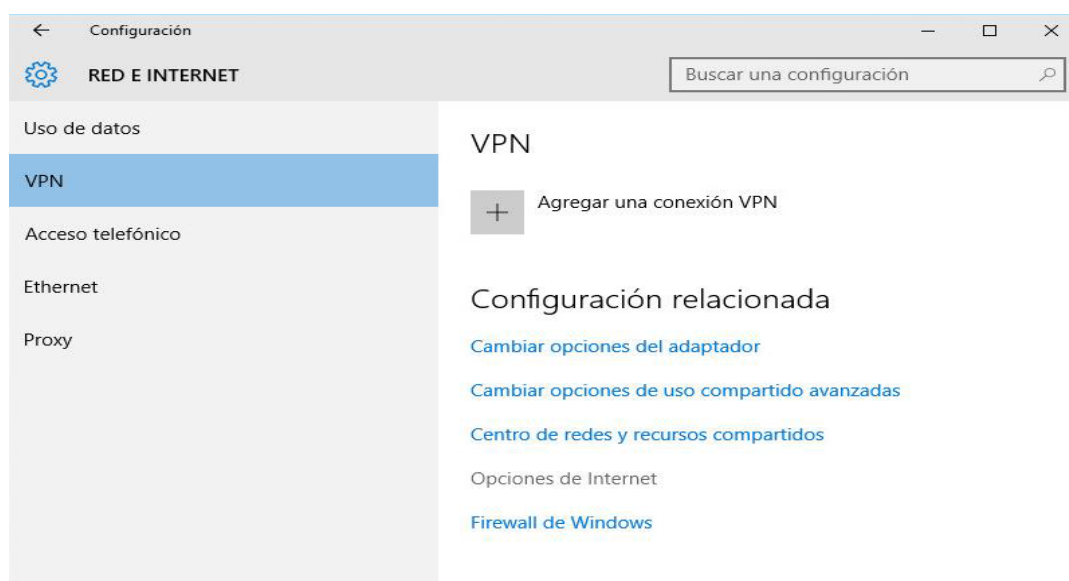 Configuración
RED E INTERNET
Buscar una configuración
Uso de datos
VPN
Acceso telefónico
Ethernet
Proxy
VPN
Agregar una conexión VPN
Configuración relacionada
Cambiar opciones del adaptador
Cambiar opciones de uso compartido avanzadas
Centro de redes y recursos compartidos
Opciones de Internet
Firewall de Windows